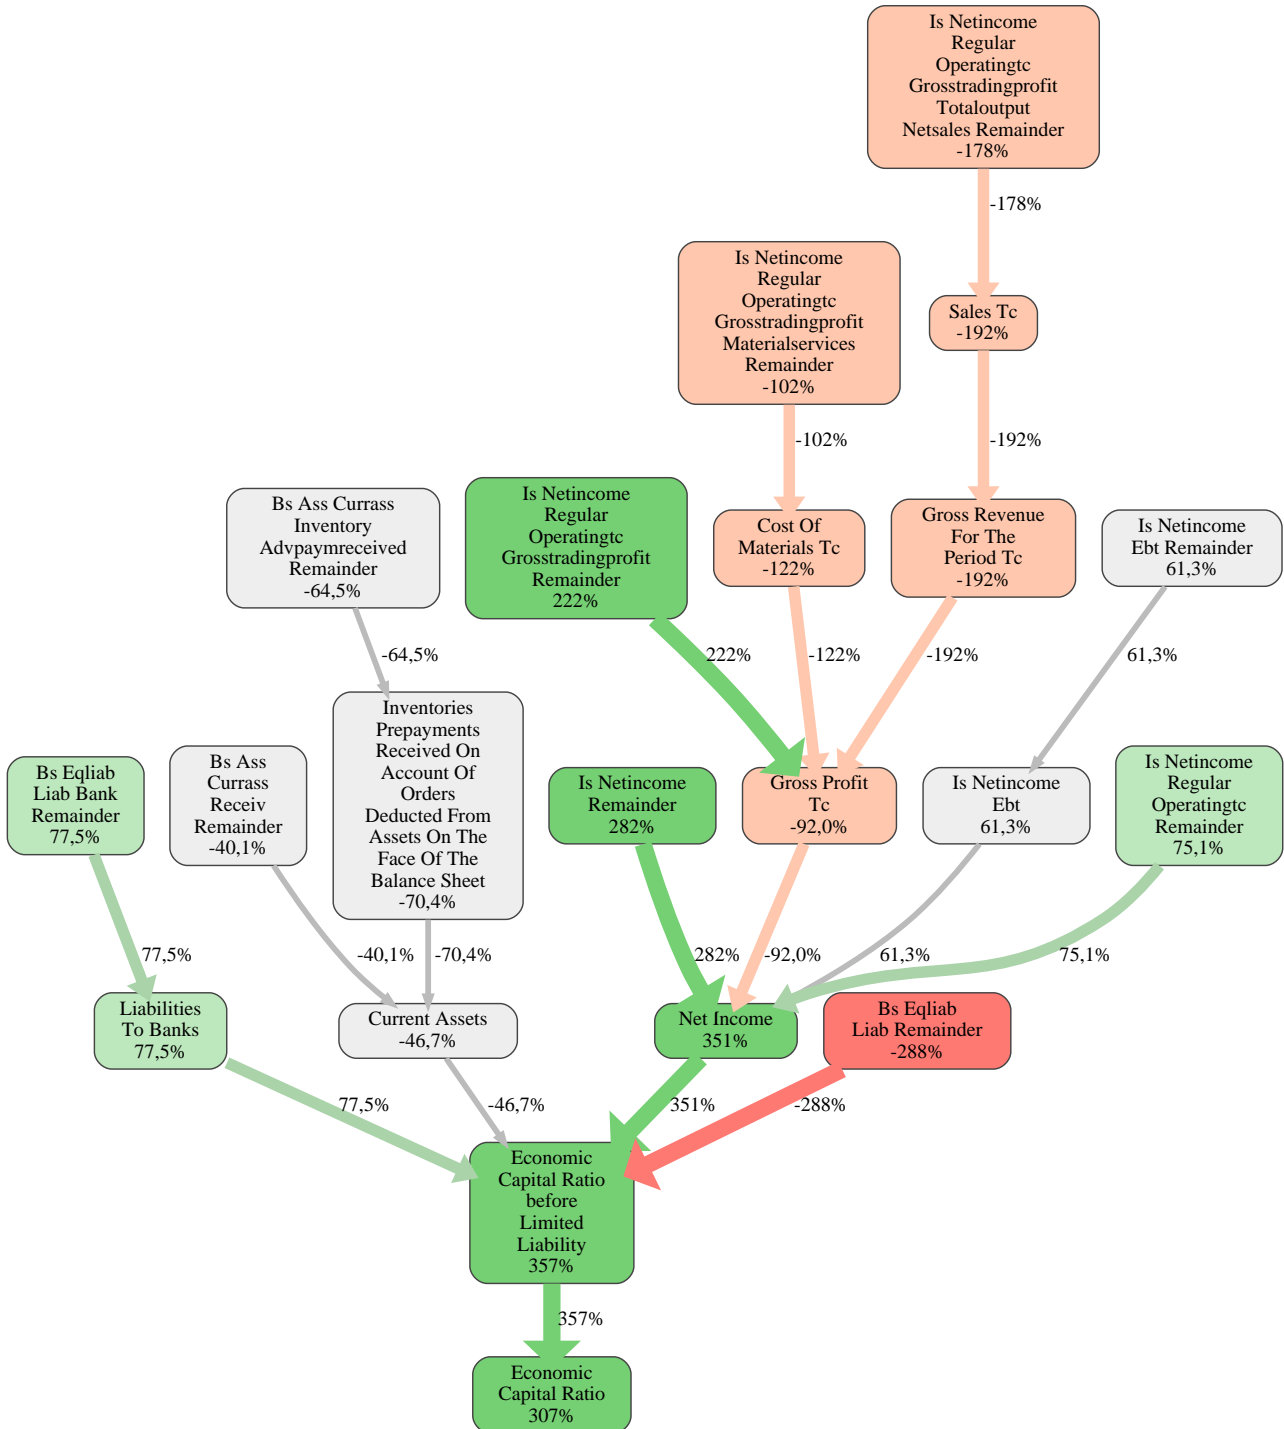 Is Netincome
Regular
Operatingtc
Grosstradingprofit
Totaloutput
Netsales Remainder
-178%
-178%
Is Netincome
Regular
Operatingtc
Grosstradingprofit
Materialservices
Remainder
-102%
Sales Tc
-192%
-102%
-192%
Bs Ass Currass
Inventory
Advpaymreceived
Remainder
-64,5%
Is Netincome
Regular
Operatingtc
Grosstradingprofit
Remainder
222%
Cost Of
Materials Tc
-122%
Gross Revenue
For The
Period Tc
-192%
Is Netincome
Ebt Remainder
61,3%
-64,5%
222%
-122%
-192%
61,3%
Bs Eqliab
Liab Bank
Remainder
77,5%
Bs Ass
Currass
Receiv
Remainder
-40,1%
Inventories
Prepayments
Received On
Account Of
Orders
Deducted From
Assets On The
Face Of The
Balance Sheet
-70,4%
Is Netincome
Remainder
282%
Gross Profit
Tc
-92,0%
Is Netincome
Ebt
61,3%
Is Netincome
Regular
Operatingtc
Remainder
75,1%
77,5%
-40,1%
-70,4%
282%
-92,0%
61,3%
75,1%
Liabilities
To Banks
77,5%
Current Assets
-46,7%
Net Income
351%
Bs Eqliab
Liab Remainder
-288%
77,5%
-46,7%
351%
-288%
Economic
Capital Ratio
before
Limited
Liability
357%
357%
Economic
Capital Ratio
307%